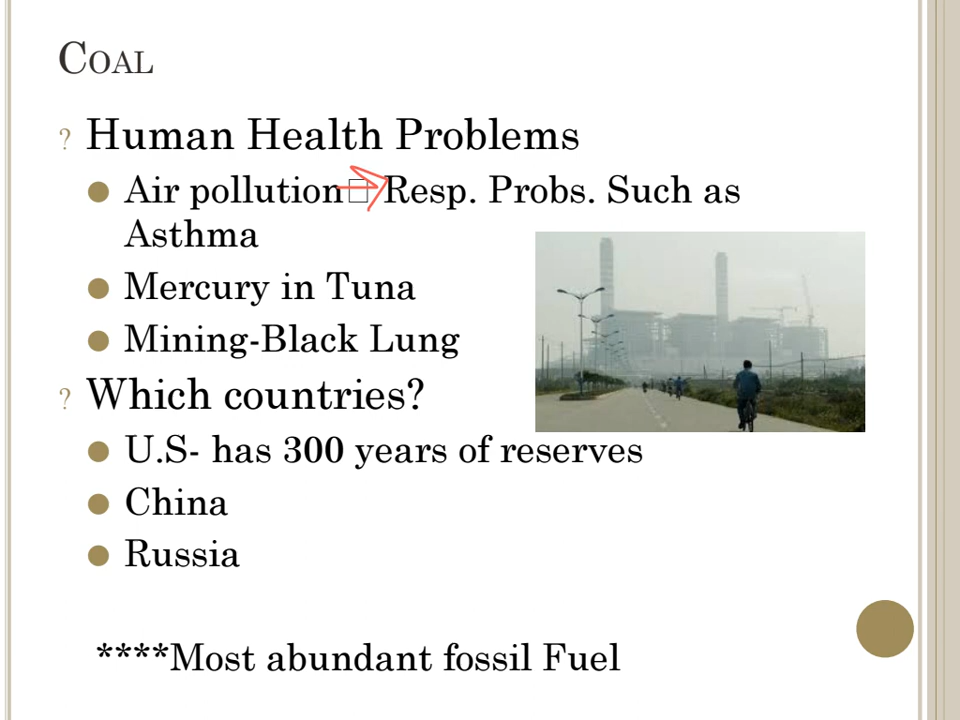 COAL
? Human Health Problems
● Air pollution□ Resp. Probs. Such as
Asthma
● Mercury in Tuna
● Mining-Black Lung
? Which countries?
● U.S- has 300 years of reserves
● China
● Russia
****Most abundant fossil Fuel